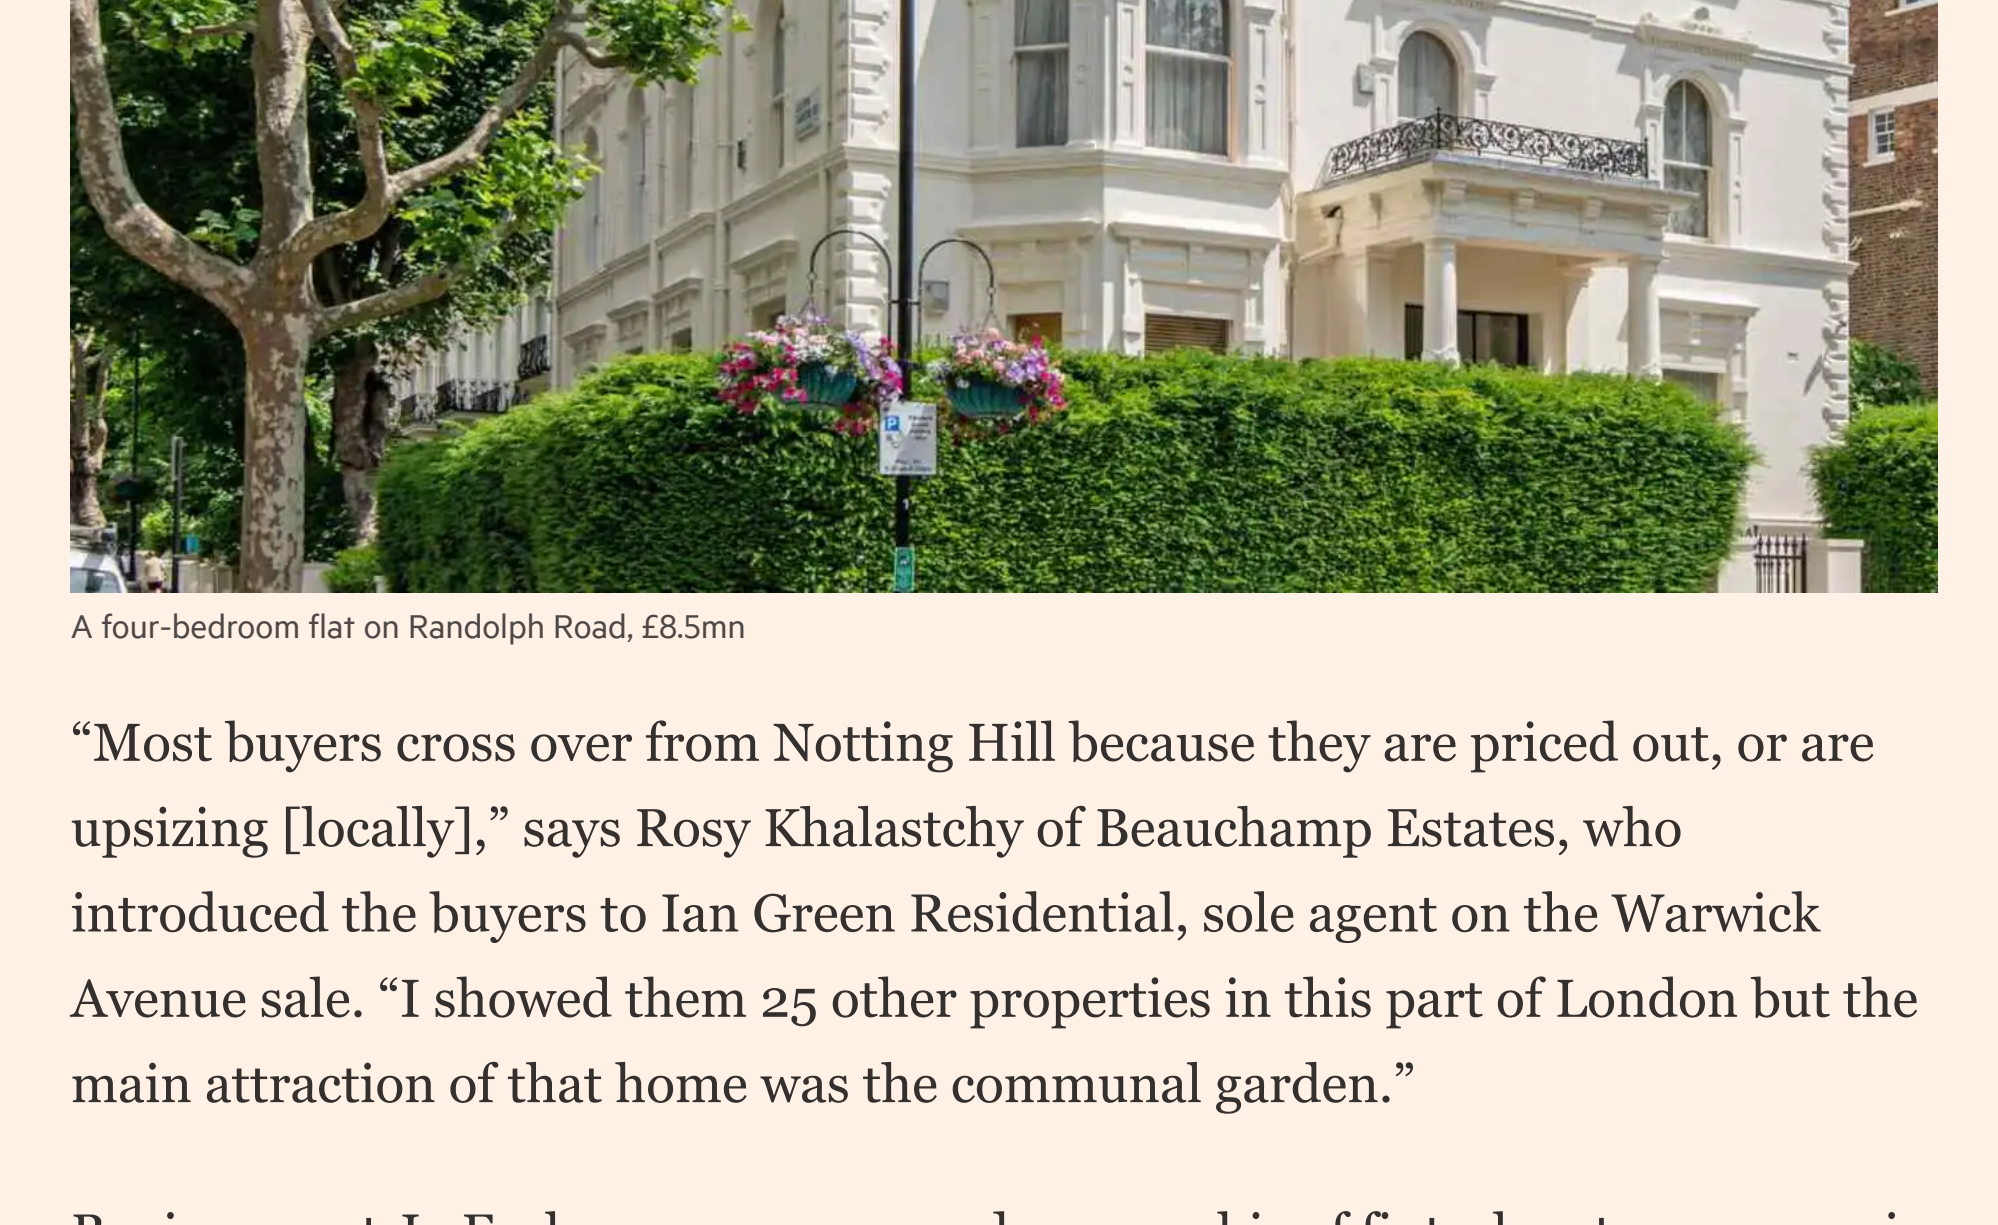 P
A four-bedroom flat on Randolph Road, £8.5mn
“Most buyers cross over from Notting Hill because they are priced out, or are
upsizing [locally],” says Rosy Khalastchy of Beauchamp Estates, who
introduced the buyers to Ian Green Residential, sole agent on the Warwick
Avenue sale. “I showed them 25 other properties in this part of London but the
main attraction of that home was the communal garden.”